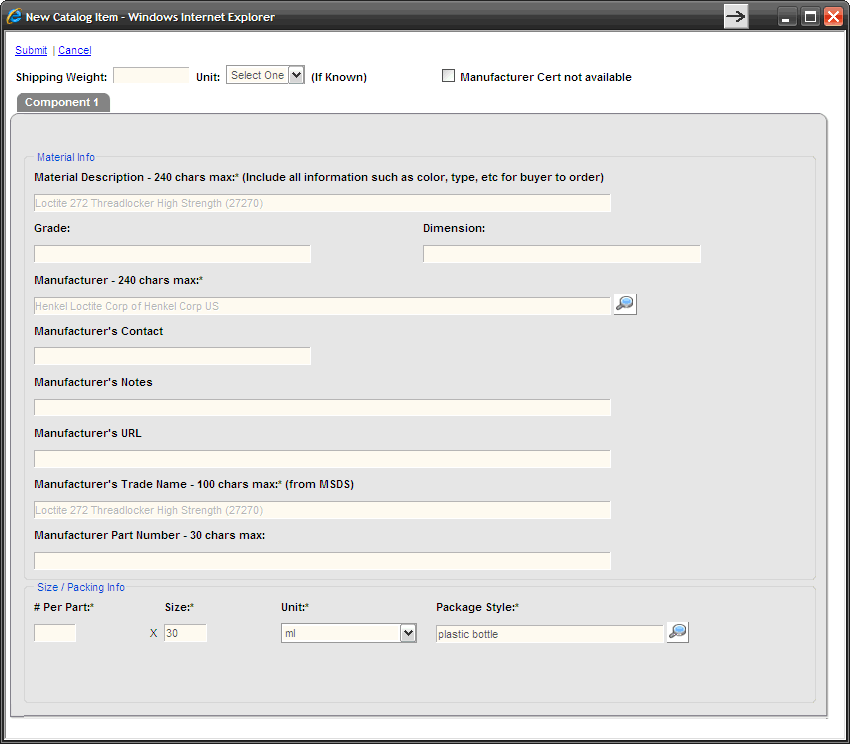 New Catalog Item - Windows Internet Explorer
Submit | Cancel
Shipping Weight: Unit: Select One (If Known) Manufacturer Cert not available
Component 1
Material Info
Material Description - 240 chars max:* (Include all information such as color, type, etc for buyer to order)
Loctite 272 Threadlocker High Strength (27270)
Grade: Dimension:
Manufacturer - 240 chars max:*
Henkel Loctite Corp of Henkel Corp US
Manufacturer's Contact
Manufacturer's Notes
Manufacturer's URL
Manufacturer's Trade Name - 100 chars max:* (from MSDS)
Loctite 272 Threadlocker High Strength (27270)
Manufacturer Part Number - 30 chars max:
Size / Packing Info
# Per Part:* Size:* Unit:* Package Style:*
X 30 ml plastic bottle